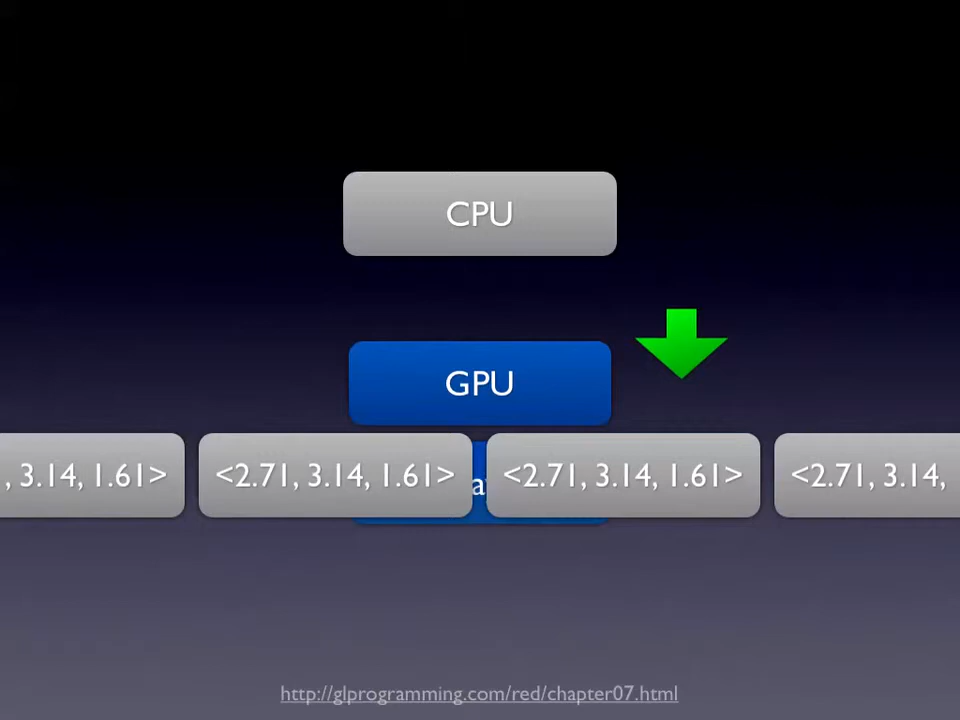 CPU
GPU
, 3.14, 1.61> <2.71, 3.14, 1.61> <2.71, 3.14, 1.61> <2.71, 3.14,
http://glprogramming.com/red/chapter07.html